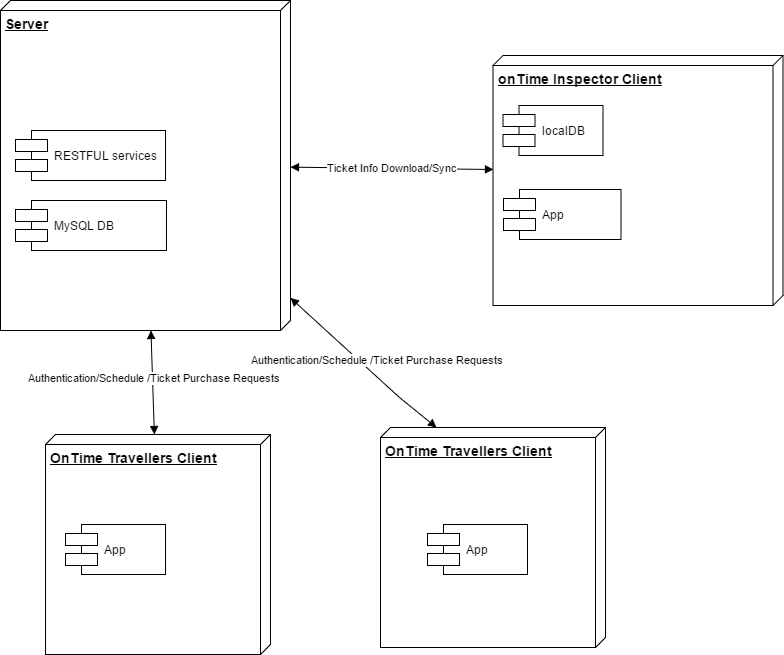 Server
onTime Inspector Client
localDB
RESTFUL services
Ticket Info Download/Sync
App
MySQL DB
Authentication/Schedule /Ticket Purchase Requests
Authentication/Schedule /Ticket Purchase Requests
OnTime Travellers Client
OnTime Travellers Client
App
App